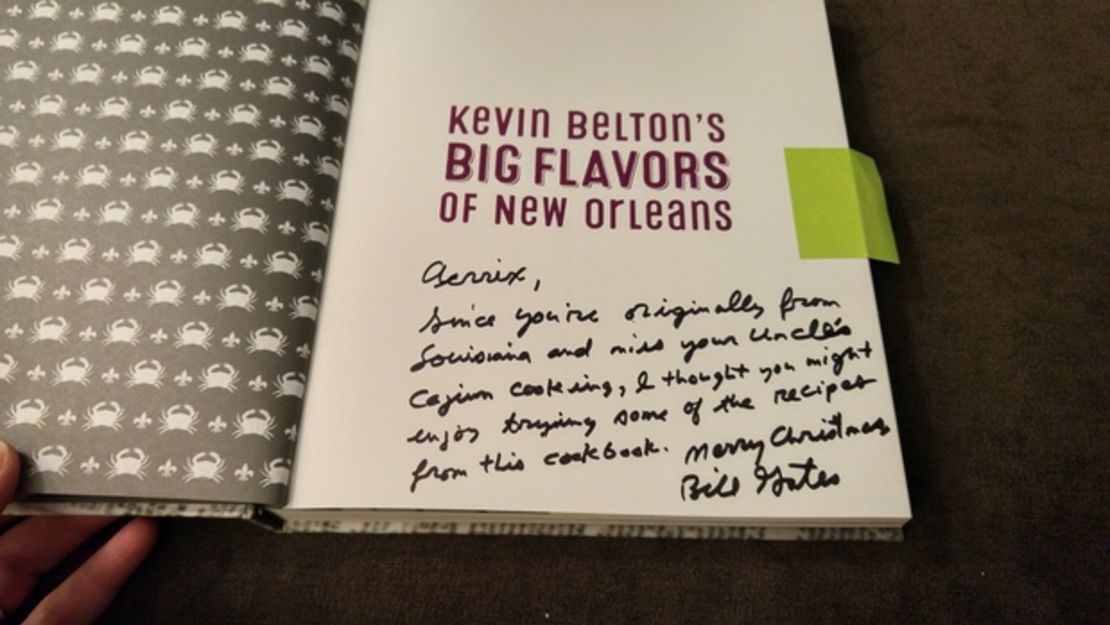 Kevin Belton's
BIG FLAVORS
OF New Orleans
Aerrix,
Since you're originally from
Louisiana and miss your Uncle's
Cajun cooking, I thought you might
enjoy trying some of the recipes
from this cookbook. Merry Christmas
Bill Gates